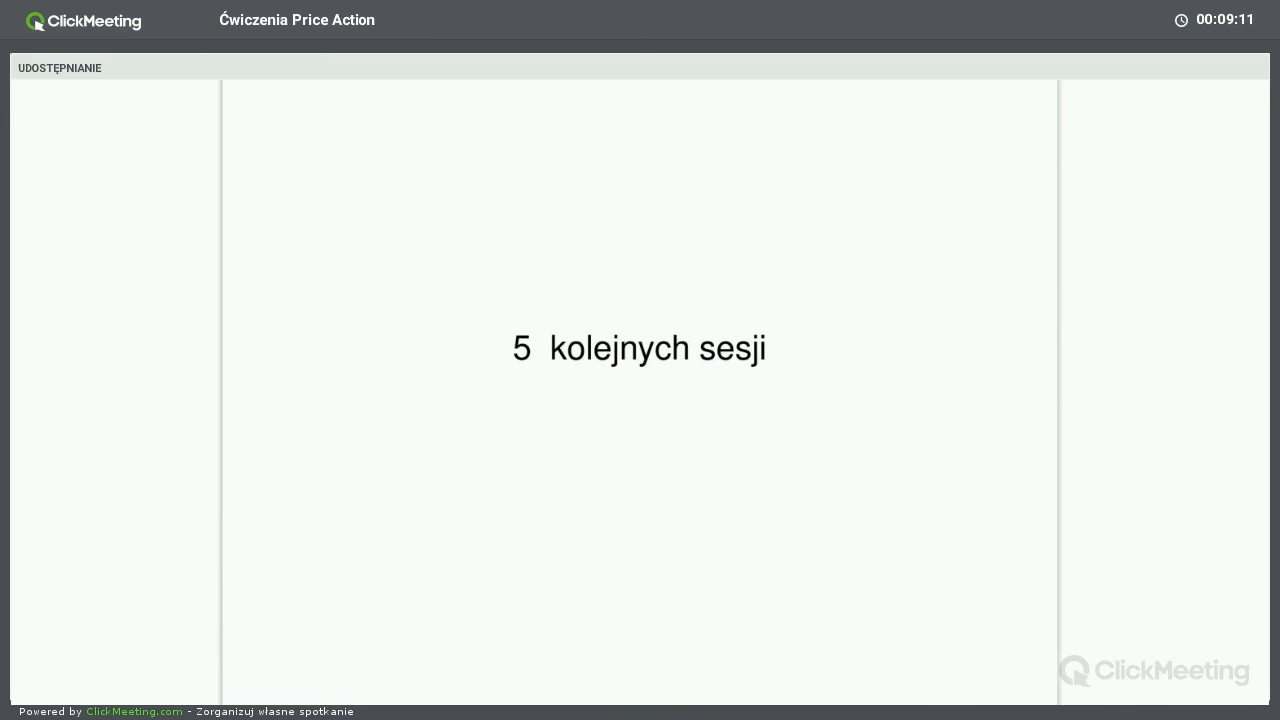 ClickMeeting
Ćwiczenia Price Action
00:09:11
UDOSTĘPNIANIE
5 kolejnych sesji
ClickMeeting
Powered by ClickMeeting.com - Zorganizuj własne spotkanie